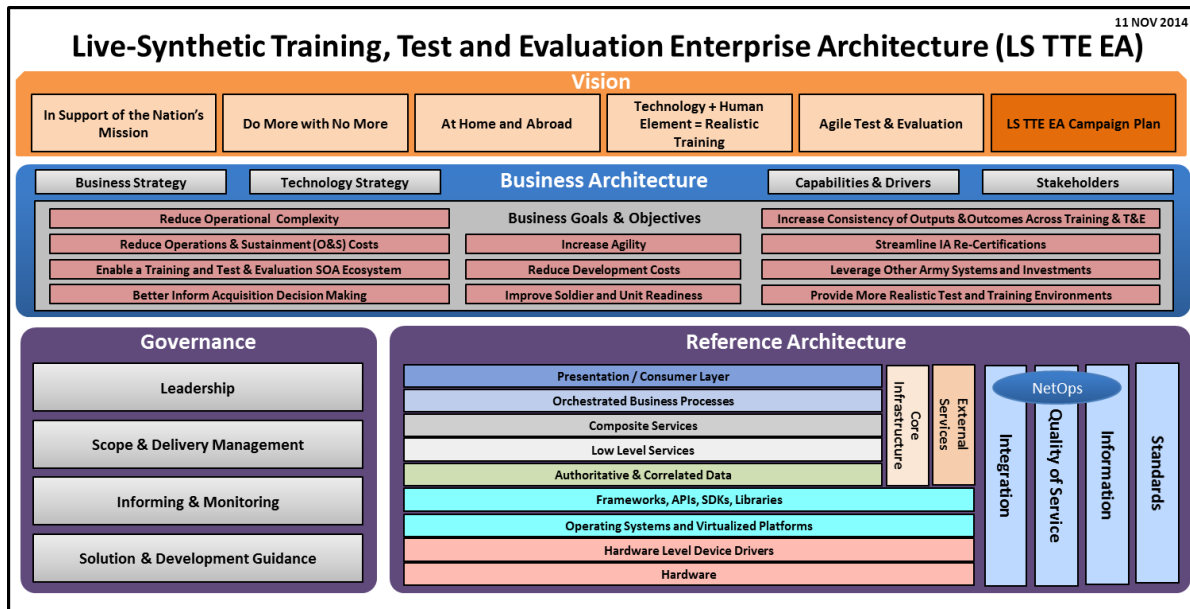 11 NOV 2014
Live-Synthetic Training, Test and Evaluation Enterprise Architecture (LS TTE EA)
Vision
In Support of the Nation's
Mission
Do More with No More
At Home and Abroad
Technology + Human
Element = Realistic
Training
Agile Test & Evaluation
LS TTE EA Campaign Plan
Business Strategy
Technology Strategy
Business Architecture
Capabilities & Drivers
Stakeholders
Reduce Operational Complexity
Reduce Operations & Sustainment (O&S) Costs
Enable a Training and Test & Evaluation SOA Ecosystem
Better Inform Acquisition Decision Making
Business Goals & Objectives
Increase Agility
Reduce Development Costs
Improve Soldier and Unit Readiness
Increase Consistency of Outputs &Outcomes Across Training & T&E
Streamline IA Re-Certifications
Leverage Other Army Systems and Investments
Provide More Realistic Test and Training Environments
Governance
Leadership
Scope & Delivery Management
Informing & Monitoring
Solution & Development Guidance
Reference Architecture
Presentation / Consumer Layer
Orchestrated Business Processes
Composite Services
Low Level Services
Authoritative & Correlated Data
Frameworks, APIs, SDKs, Libraries
Operating Systems and Virtualized Platforms
Hardware Level Device Drivers
Hardware
Core
Infrastructure
External
Services
NetOps
Integration
Quality of Service
Information
Standards